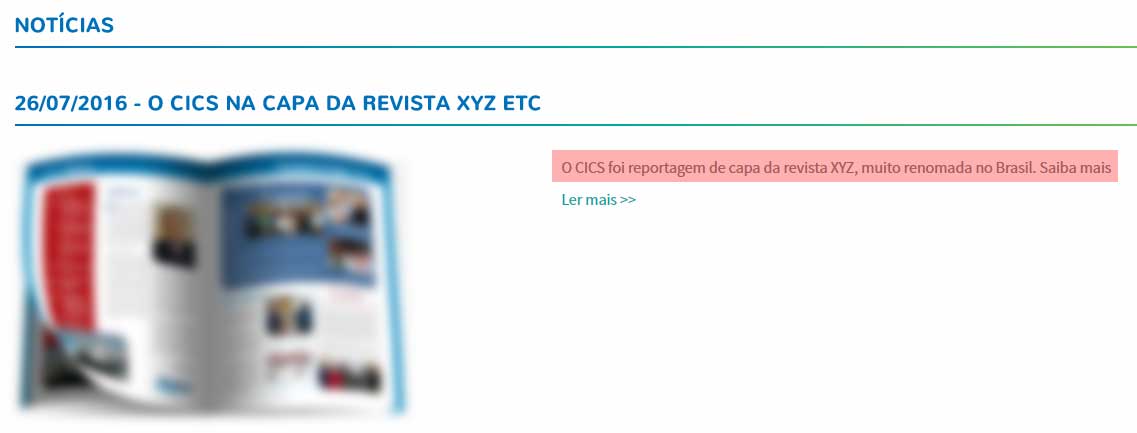 NOTÍCIAS
26/07/2016 - O CICS NA CAPA DA REVISTA XYZ ETC
O CICS foi reportagem de capa da revista XYZ, muito renomada no Brasil. Saiba mais
Ler mais >>